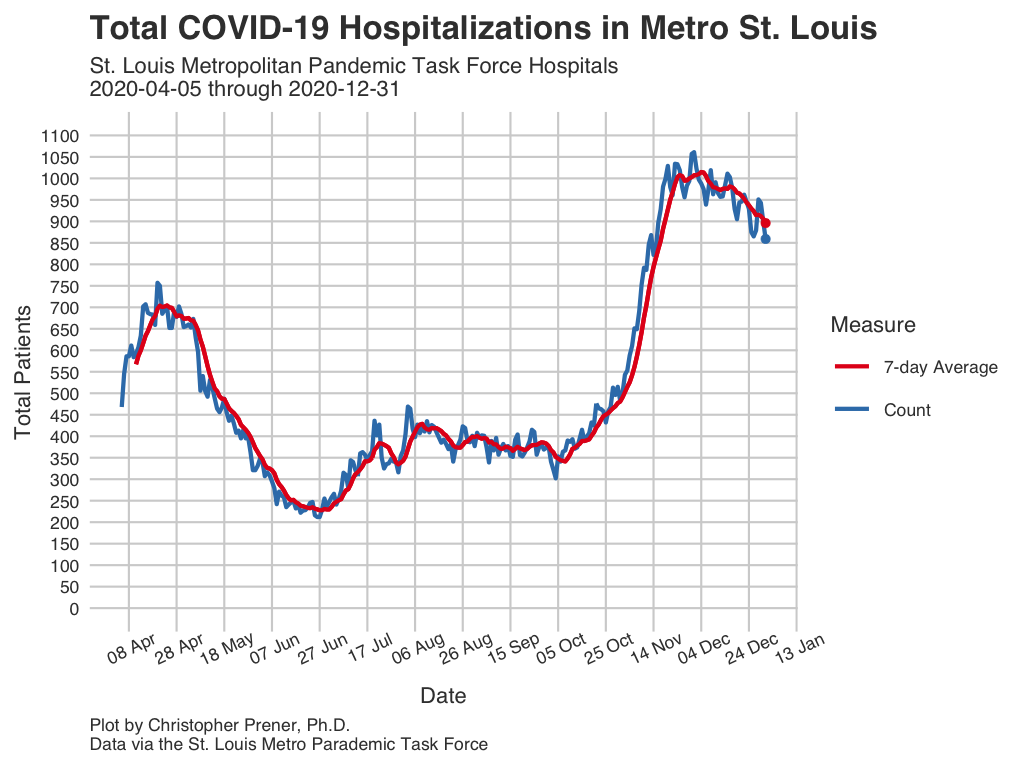 Total COVID-19 Hospitalizations in Metro St. Louis
St. Louis Metropolitan Pandemic Task Force Hospitals
2020-04-05 through 2020-12-31
1100
1050
1000
950
900
850
800
750
700
650
600
550
500
450
400
350
300
250
200
150
100
50
0
Total Patients
08 Apr
28 Apr
18 May
07 Jun
27 Jun
17 Jul
06 Aug
26 Aug
15 Sep
05 Oct
25 Oct
14 Nov
04 Dec
24 Dec
13 Jan
Date
Measure
7-day Average
Count
Plot by Christopher Prener, Ph.D.
Data via the St. Louis Metro Parademic Task Force